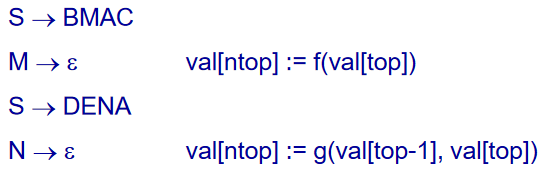 S → BMAC
M → ε val[ntop] := f(val[top])
S → DENA
N → ε val[ntop] := g(val[top-1], val[top])